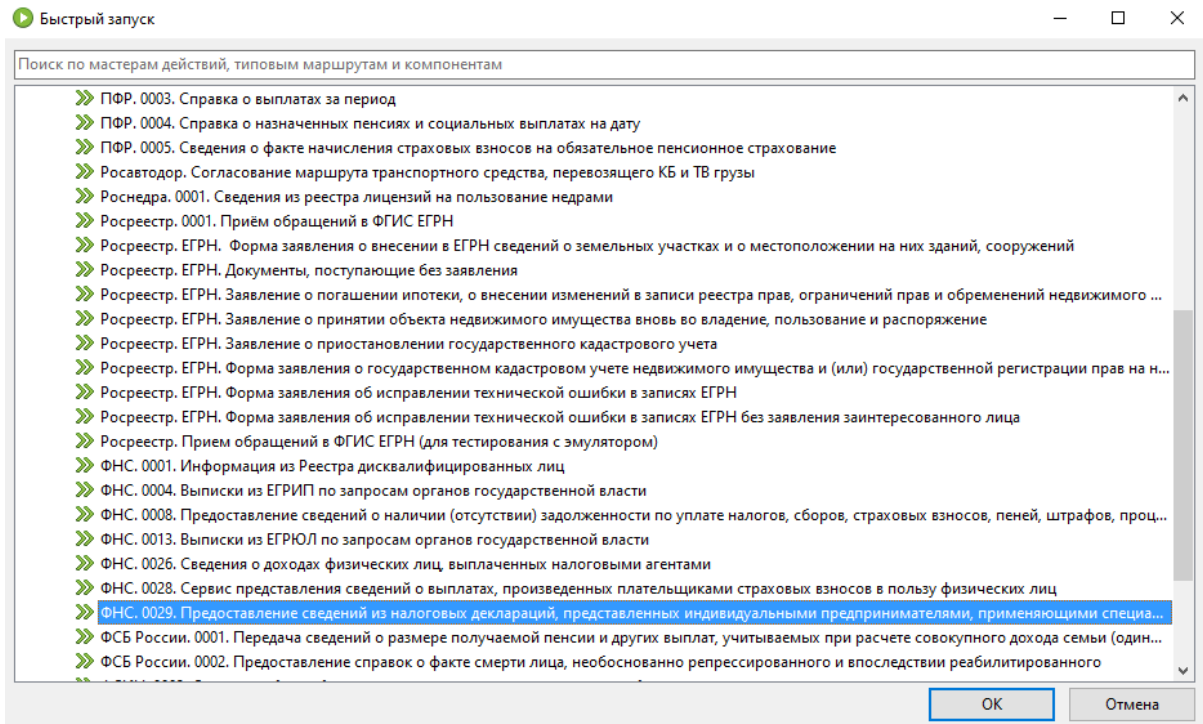 Быстрый запуск
Поиск по мастерам действий, типовым маршрутам и компонентам
ПФР. 0003. Справка о выплатах за период
ПФР. 0004. Справка о назначенных пенсиях и социальных выплатах на дату
ПФР. 0005. Сведения о факте начисления страховых взносов на обязательное пенсионное страхование
Росавтодор. Согласование маршрута транспортного средства, перевозящего КБ и ТВ грузы
Роснедра. 0001. Сведения из реестра лицензий на пользование недрами
Росреестр. 0001. Приём обращений в ФГИС ЕГРН
Росреестр. ЕГРН.  Форма заявления о внесении в ЕГРН сведений о земельных участках и о местоположении на них зданий, сооружений
Росреестр. ЕГРН. Документы, поступающие без заявления
Росреестр. ЕГРН. Заявление о погашении ипотеки, о внесении изменений в записи реестра прав, ограничений прав и обременений недвижимого ...
Росреестр. ЕГРН. Заявление о принятии объекта недвижимого имущества вновь во владение, пользование и распоряжение
Росреестр. ЕГРН. Заявление о приостановлении государственного кадастрового учета
Росреестр. ЕГРН. Форма заявления о государственном кадастровом учете недвижимого имущества и (или) государственной регистрации прав на н...
Росреестр. ЕГРН. Форма заявления об исправлении технической ошибки в записях ЕГРН
Росреестр. ЕГРН. Форма заявления об исправлении технической ошибки в записях ЕГРН без заявления заинтересованного лица
Росреестр. Прием обращений в ФГИС ЕГРН (для тестирования с эмулятором)
ФНС. 0001. Информация из Реестра дисквалифицированных лиц
ФНС. 0004. Выписки из ЕГРИП по запросам органов государственной власти
ФНС. 0008. Предоставление сведений о наличии (отсутствии) задолженности по уплате налогов, сборов, страховых взносов, пеней, штрафов, проц...
ФНС. 0013. Выписки из ЕГРЮЛ по запросам органов государственной власти
ФНС. 0026. Сведения о доходах физических лиц, выплаченных налоговыми агентами
ФНС. 0028. Сервис представления сведений о выплатах, произведенных плательщиками страховых взносов в пользу физических лиц
ФНС. 0029. Предоставление сведений из налоговых деклараций, представленных индивидуальными предпринимателями, применяющими специа...
ФСБ России. 0001. Передача сведений о размере получаемой пенсии и других выплат, учитываемых при расчете совокупного дохода семьи (один...
ФСБ России. 0002. Предоставление справок о факте смерти лица, необоснованно репрессированного и впоследствии реабилитированного
ОК Отмена